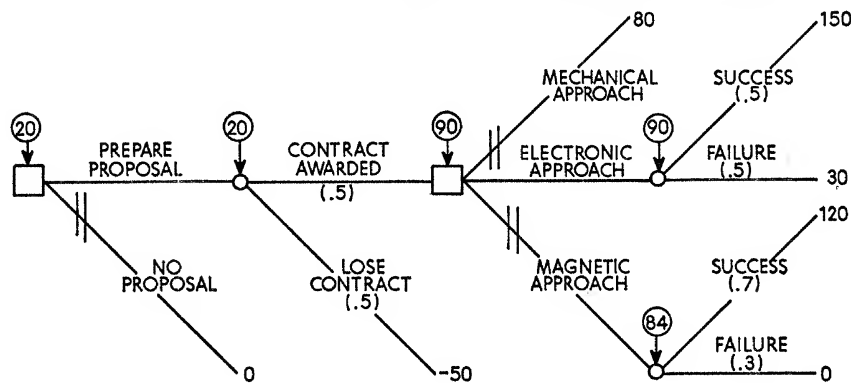 80
150
MECHANICAL
APPROACH
SUCCESS
(.5)
20
20
90
90
PREPARE
PROPOSAL
CONTRACT
AWARDED
(.5)
ELECTRONIC
APPROACH
FAILURE
(.5)
30
120
NO
PROPOSAL
LOSE
CONTRACT
(.5)
MAGNETIC
APPROACH
SUCCESS
(.7)
84
FAILURE
(.3)
0
-50
0